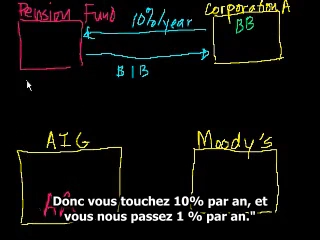 Pension Fund
10%/year
Corporation A
BB
$1B
AIG
Moody's
AA
Donc vous touchez 10% par an, et
vous nous passez 1 % par an."